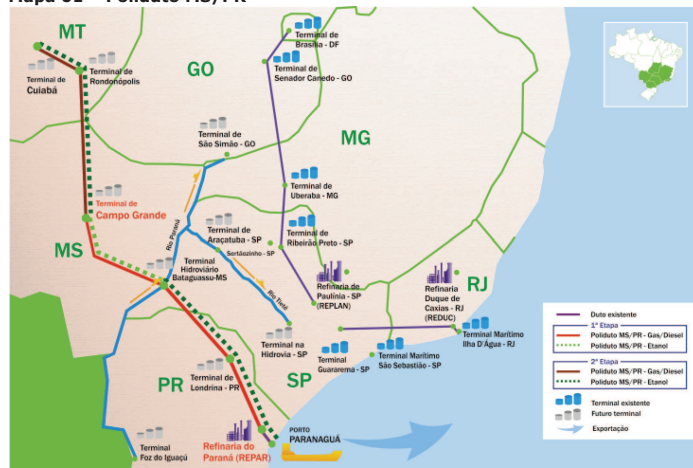 Mapa 01 - Poliduto MS/PR
MT
GO
MG
MS
PR
SP
RJ
Terminal de
Cuiabá
Terminal de
Rondonópolis
Terminal de
Brasília - DF
Terminal de
Senador Canedo - GO
Terminal de
São Simão - GO
Terminal de
Uberaba - MG
Terminal de
Campo Grande
Rio Paraná
Terminal de
Araçatuba - SP
Sertãozinho - SP
Terminal de
Ribeirão Preto - SP
Terminal
Hidroviário
Bataguassu-MS
Rio Tietê
Refinaria de
Paulínia - SP
(REPLAN)
Refinaria
Duque de
Caxias - RJ
(REDUC)
Terminal na
Hidrovia - SP
Terminal
Guararema - SP
Terminal Marítimo
São Sebastião - SP
Terminal Marítimo
Ilha D'Água - RJ
Terminal de
Londrina - PR
Terminal
Foz do Iguaçú
Refinaria do
Paraná (REPAR)
PORTO
PARANAGUÁ
Duto existente
1ª Etapa
Poliduto MS/PR - Gas/Diesel
Poliduto MS/PR - Etanol
2ª Etapa
Poliduto MS/PR - Gas/Diesel
Poliduto MS/PR - Etanol
Terminal existente
Futuro terminal
Exportação